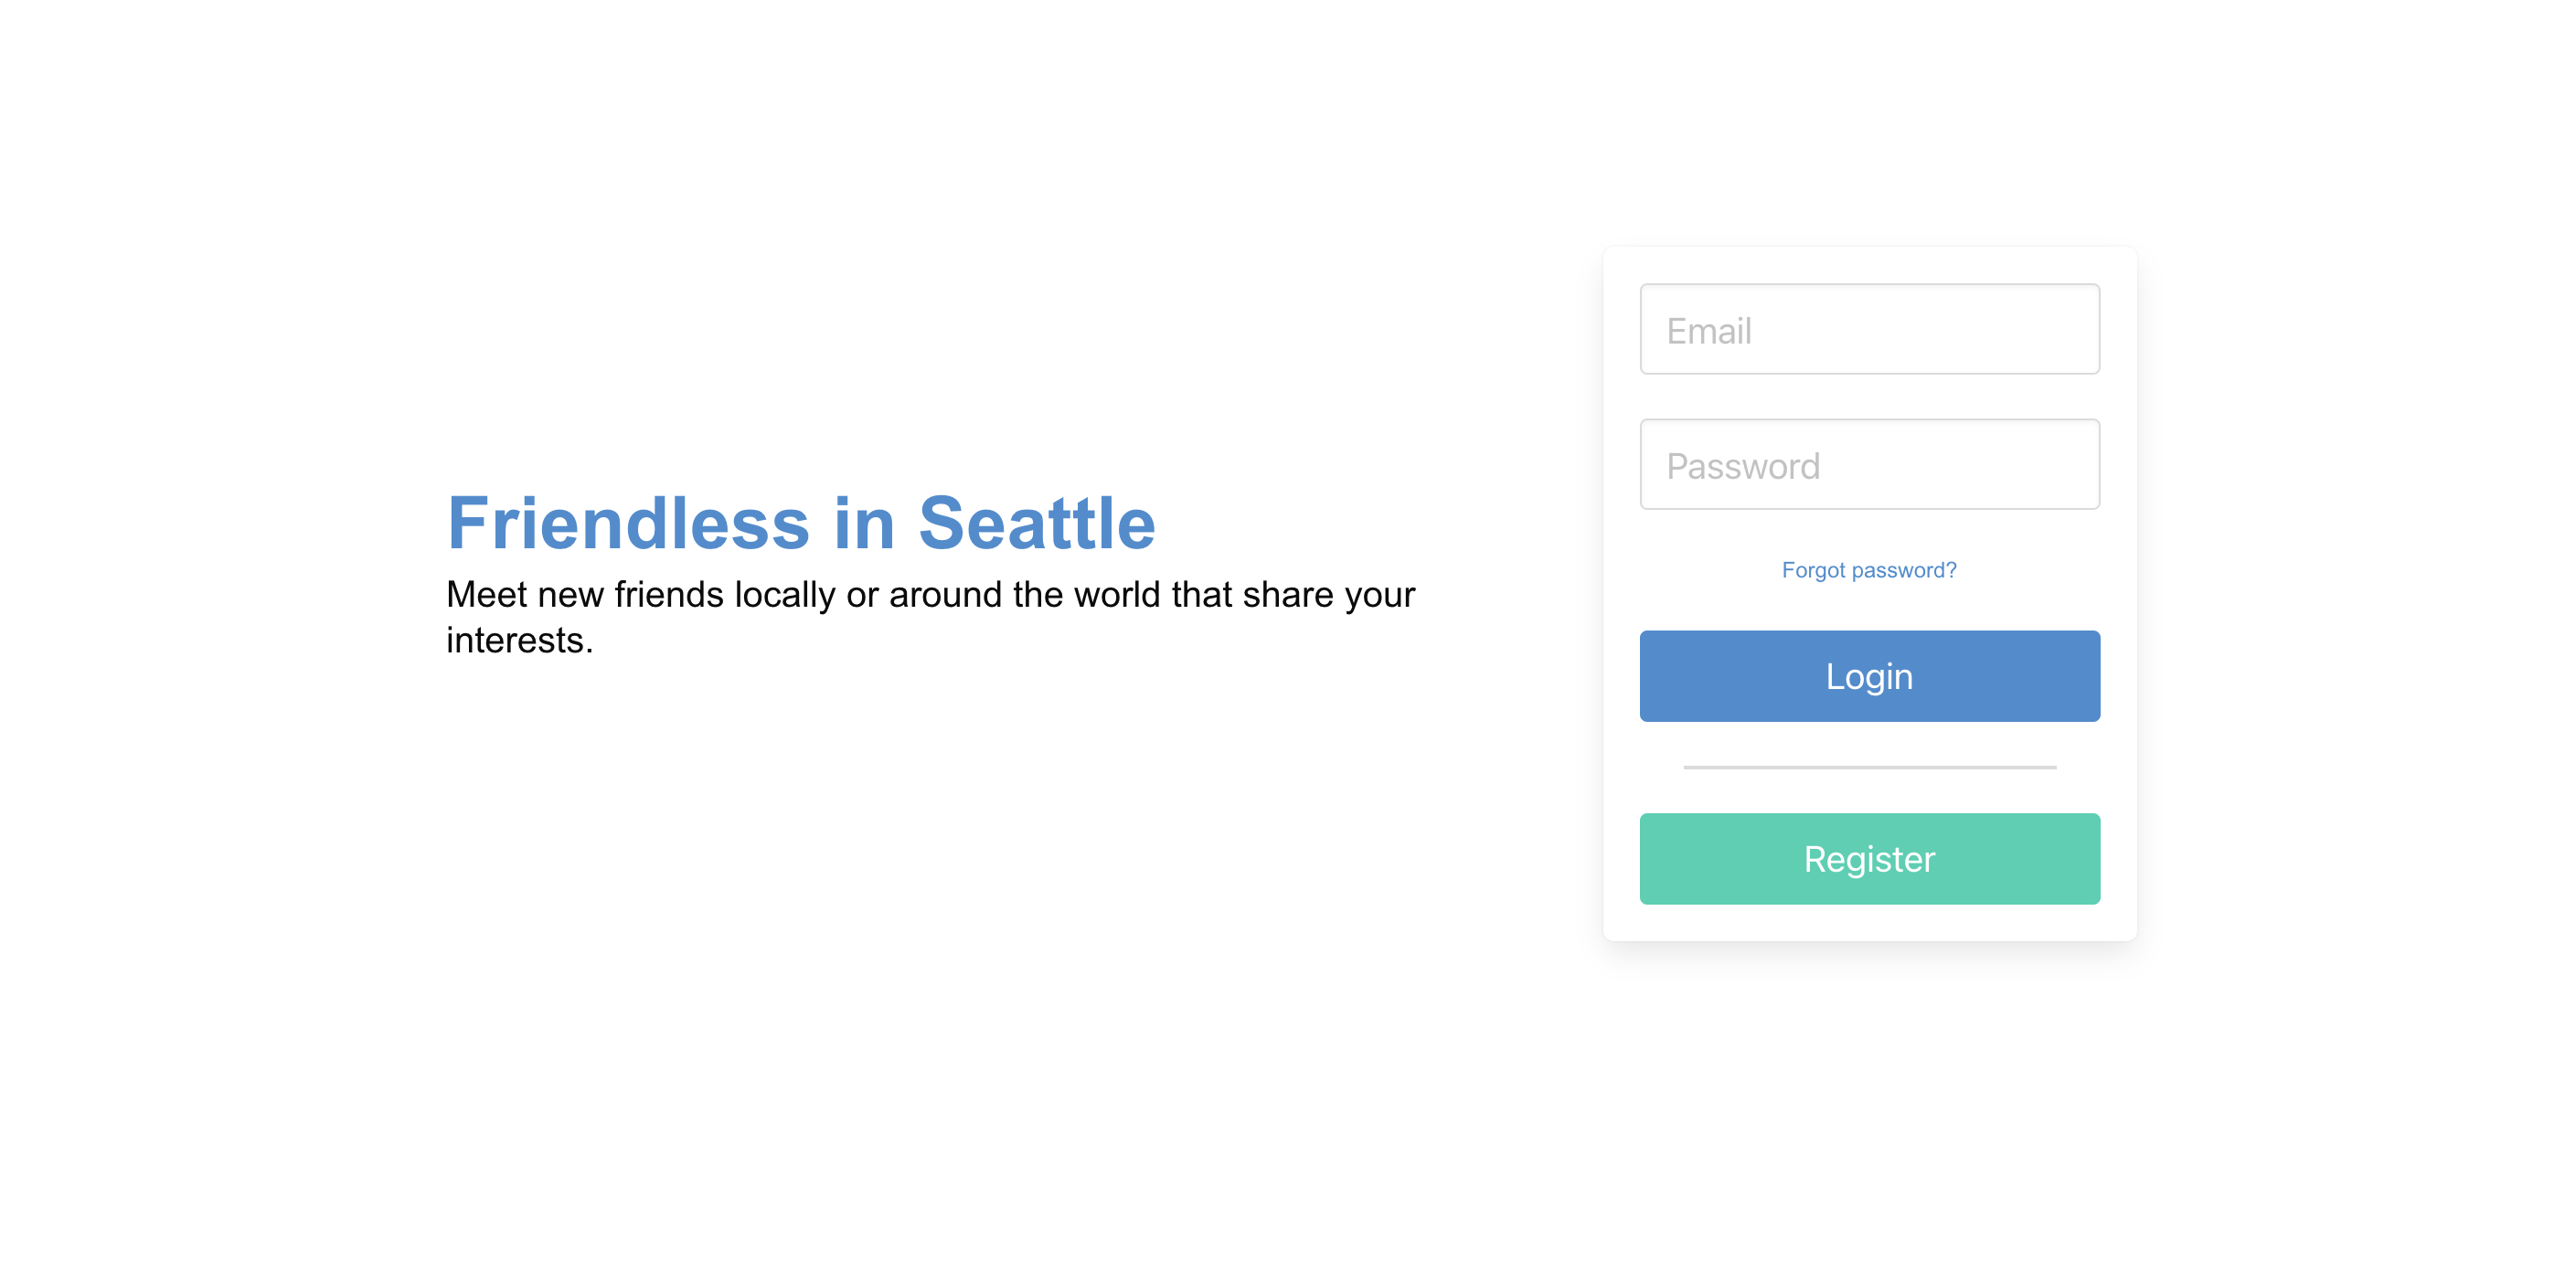 Friendless in Seattle
Meet new friends locally or around the world that share your
interests.
Email
Password
Forgot password?
Login
Register